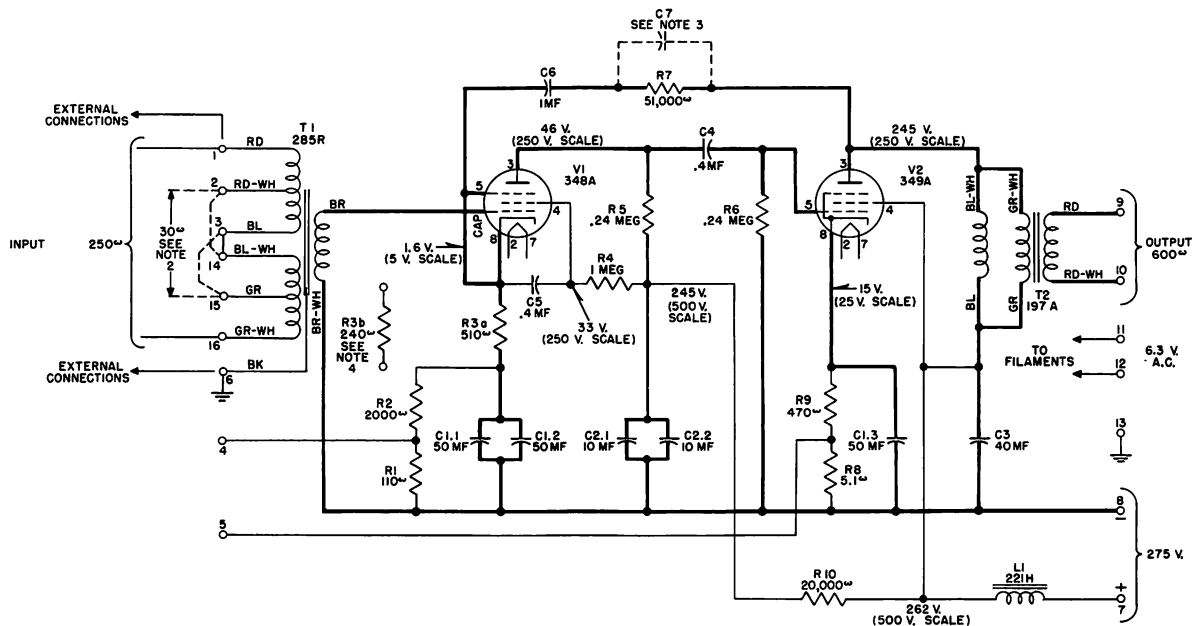 C7
SEE NOTE 3
C6
1MF
R7
51,000ω
EXTERNAL
CONNECTIONS
T1
285R
46 V.
(250 V. SCALE)
C4
.4MF
245 V.
(250 V. SCALE)
1
RD
3
V1
348A
3
V2
349A
2
RD-WH
5
4
5
4
BL-WH
GR-WH
RD
9
3
BL
BR
CAP
8
2
7
R5
.24 MEG
R6
.24 MEG
8
2
7
INPUT
250ω
30ω
SEE
NOTE
2
14
BL-WH
1.6 V.
(5 V. SCALE)
R4
1 MEG
OUTPUT
600ω
15
GR
BR-WH
C5
.4MF
245 V.
(500 V.
SCALE)
15 V.
(25 V. SCALE)
BL
GR
RD-WH
10
T2
197A
16
GR-WH
R3b
240ω
SEE
NOTE
4
R3a
510ω
33 V.
(250 V. SCALE)
11
TO
FILAMENTS
6.3 V.
A.C.
12
EXTERNAL
CONNECTIONS
BK
6
R2
2000ω
R9
470ω
4
C1.1
50 MF
C1.2
50 MF
C2.1
10 MF
C2.2
10 MF
C1.3
50 MF
C3
40 MF
13
R1
110ω
R8
5.1ω
5
8
−
275 V.
R10
20,000ω
L1
221H
+
7
262 V.
(500 V. SCALE)